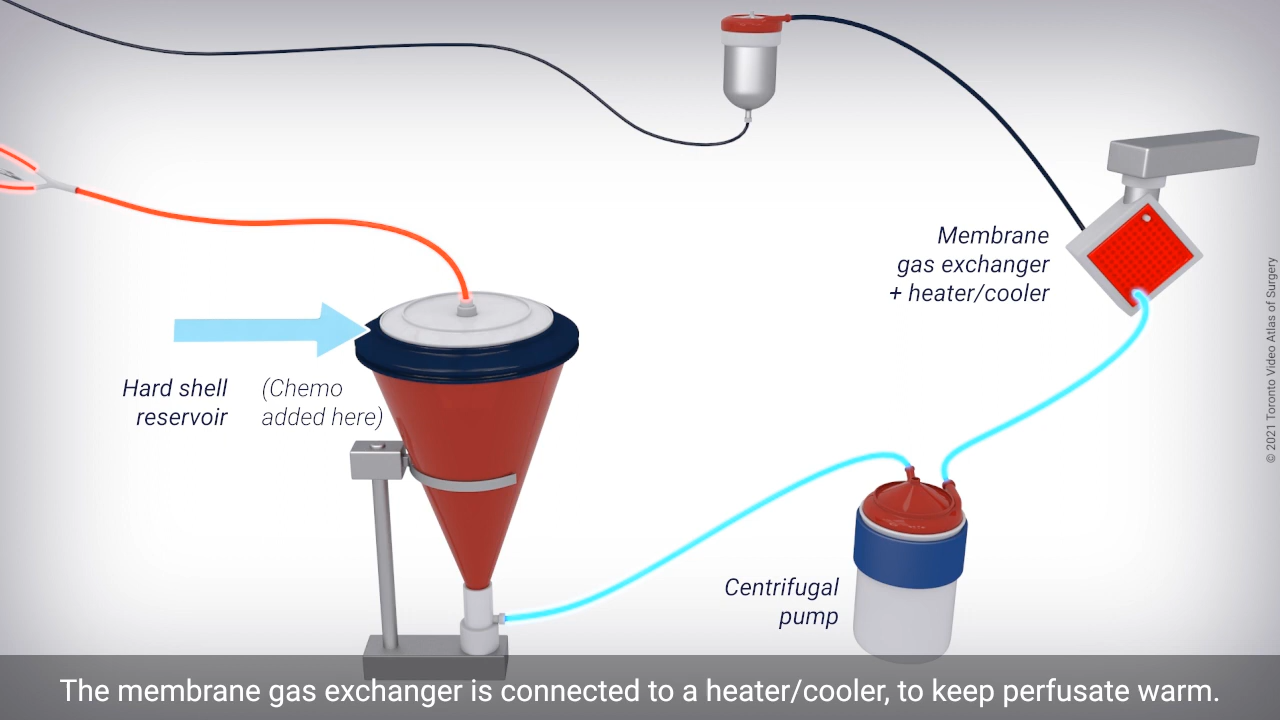 Membrane
gas exchanger
+ heater/cooler
Hard shell
reservoir
(Chemo
added here)
Centrifugal
pump
© 2021 Toronto Video Atlas of Surgery
The membrane gas exchanger is connected to a heater/cooler, to keep perfusate warm.